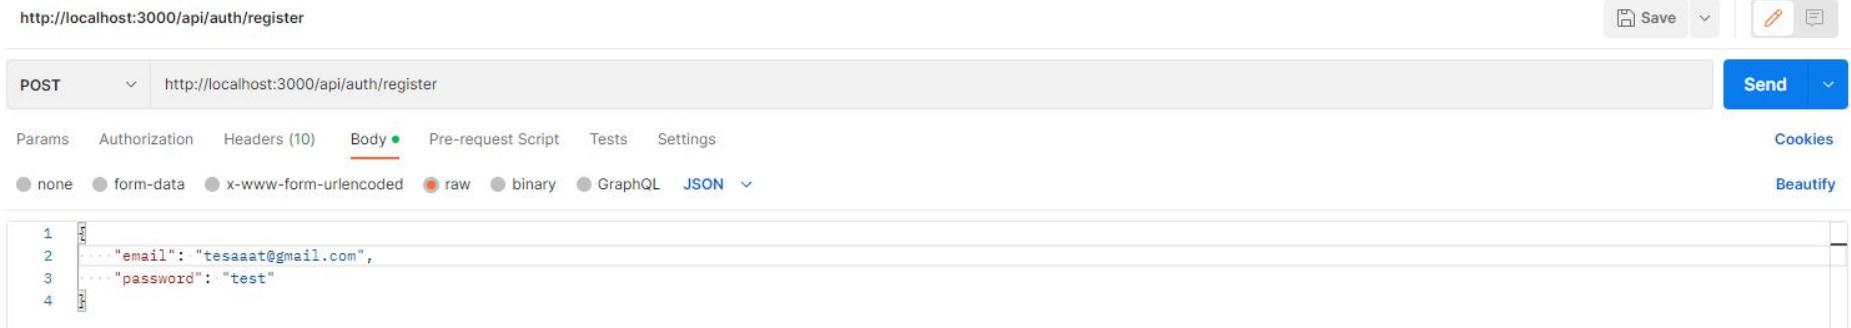 http://localhost:3000/api/auth/register Save
POST http://localhost:3000/api/auth/register Send
Params Authorization Headers (10) Body Pre-request Script Tests Settings Cookies
none form-data x-www-form-urlencoded raw binary GraphQL JSON Beautify
1 {
2 "email": "tesaaat@gmail.com",
3 "password": "test"
4 }